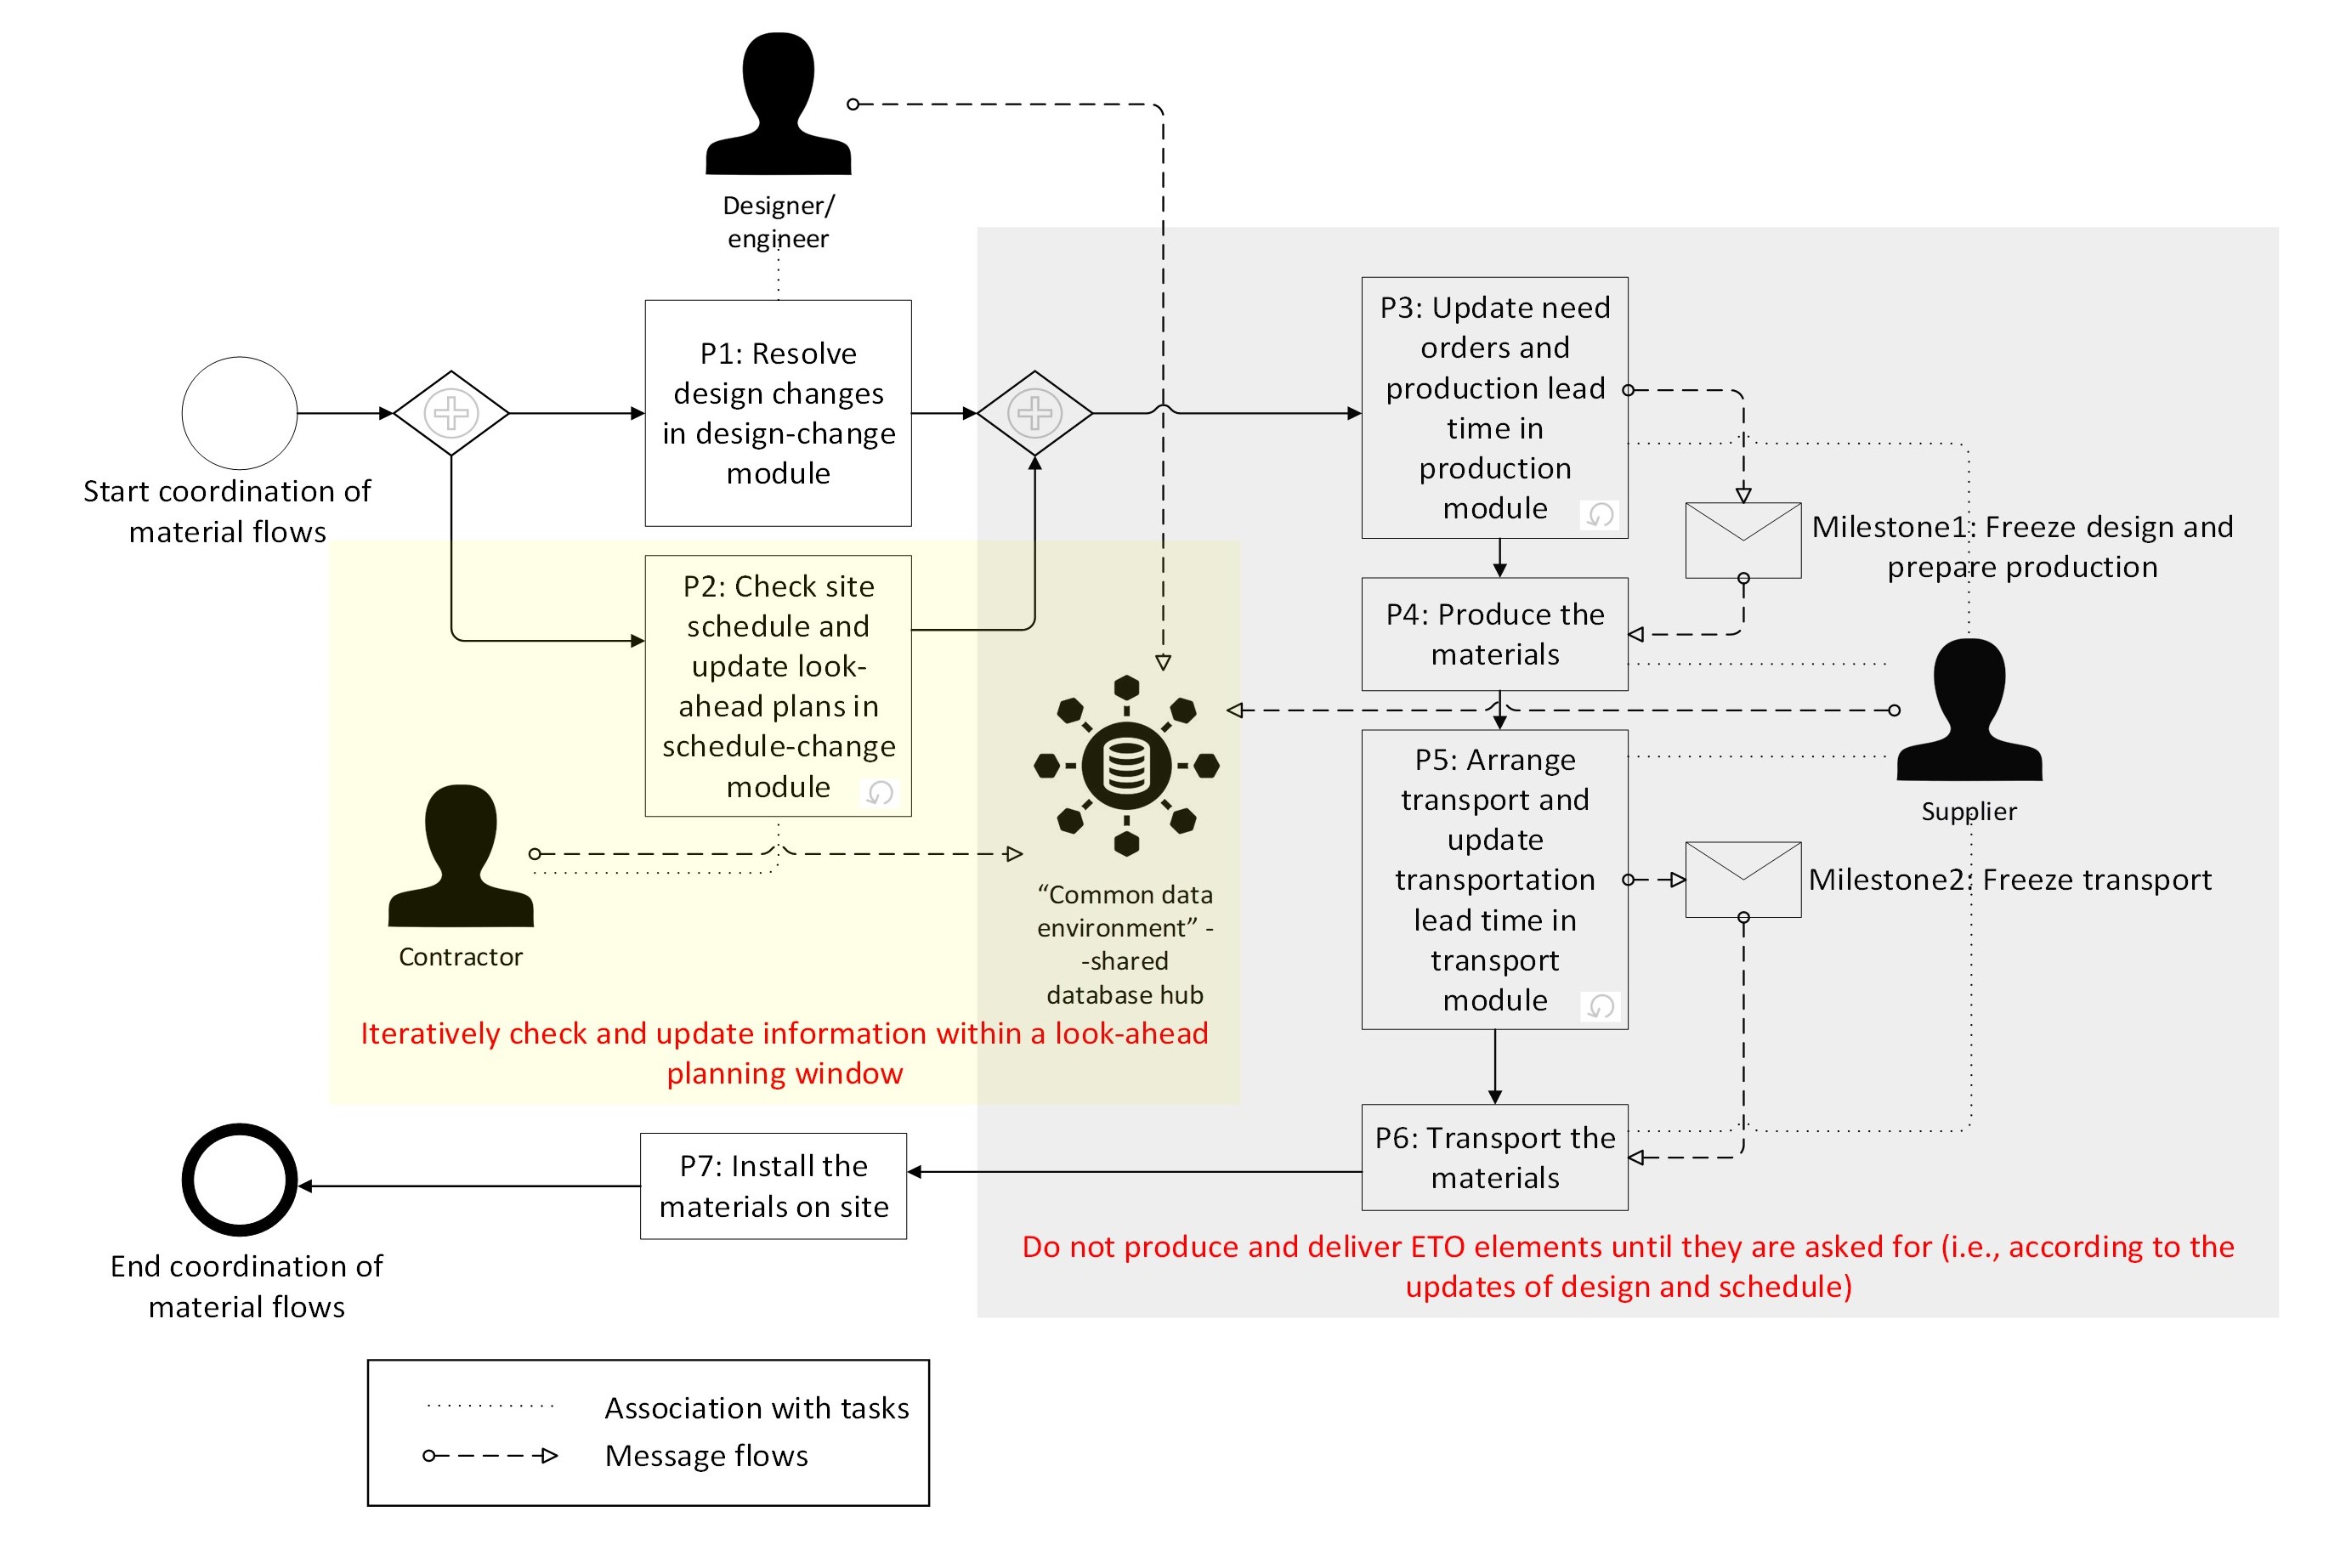 Designer/
engineer
P1: Resolve
design changes
in design-change
module
Start coordination of
material flows
P3: Update need
orders and
production lead
time in
production
module
Milestone1: Freeze design and
prepare production
P2: Check site
schedule and
update look-
ahead plans in
schedule-change
module
P4: Produce the
materials
P5: Arrange
transport and
update
transportation
lead time in
transport
module
Supplier
Milestone2: Freeze transport
Contractor
“Common data
environment” -
-shared
database hub
Iteratively check and update information within a look-ahead
planning window
P6: Transport the
materials
P7: Install the
materials on site
End coordination of
material flows
Do not produce and deliver ETO elements until they are asked for (i.e., according to the
updates of design and schedule)
Association with tasks
Message flows